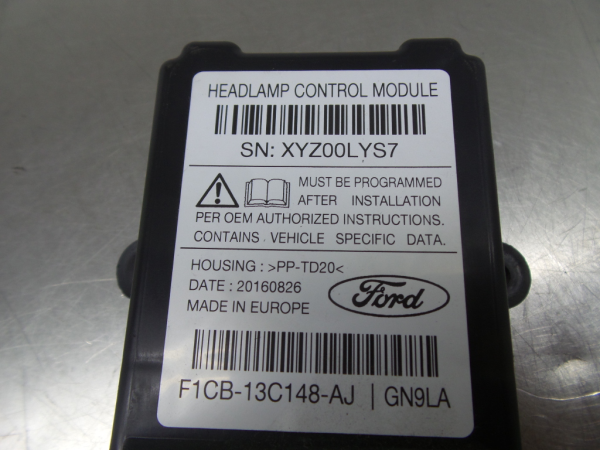 HEADLAMP CONTROL MODULE
SN: XYZ00LYS7
MUST BE PROGRAMMED
AFTER INSTALLATION
PER OEM AUTHORIZED INSTRUCTIONS.
CONTAINS VEHICLE SPECIFIC DATA.
HOUSING : >PP-TD20<
DATE : 20160826
MADE IN EUROPE
Ford
F1CB-13C148-AJ | GN9LA